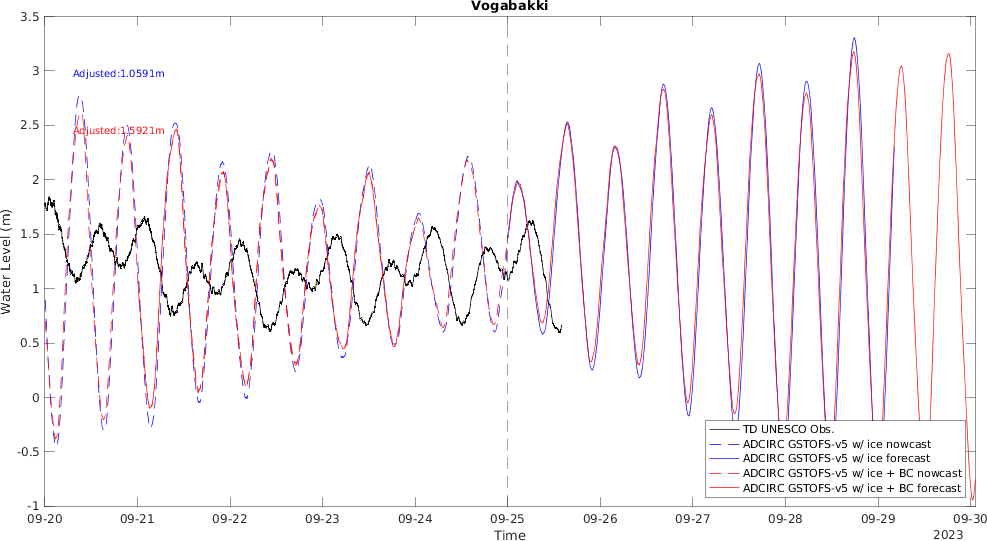 Vogabakki
3.5
3
2.5
2
1.5
1
0.5
0
-0.5
-1
Water Level (m)
Adjusted:1.0591m
Adjusted:1.5921m
TD UNESCO Obs.
ADCIRC GSTOFS-v5 w/ ice nowcast
ADCIRC GSTOFS-v5 w/ ice forecast
ADCIRC GSTOFS-v5 w/ ice + BC nowcast
ADCIRC GSTOFS-v5 w/ ice + BC forecast
09-20 09-21 09-22 09-23 09-24 09-25 09-26 09-27 09-28 09-29 09-30
Time
2023